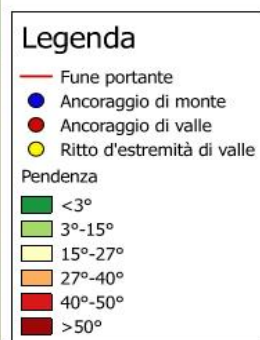 Legenda
Fune portante
Ancoraggio di monte
Ancoraggio di valle
Ritto d'estremità di valle
Pendenza
<3°
3°-15°
15°-27°
27°-40°
40°-50°
>50°